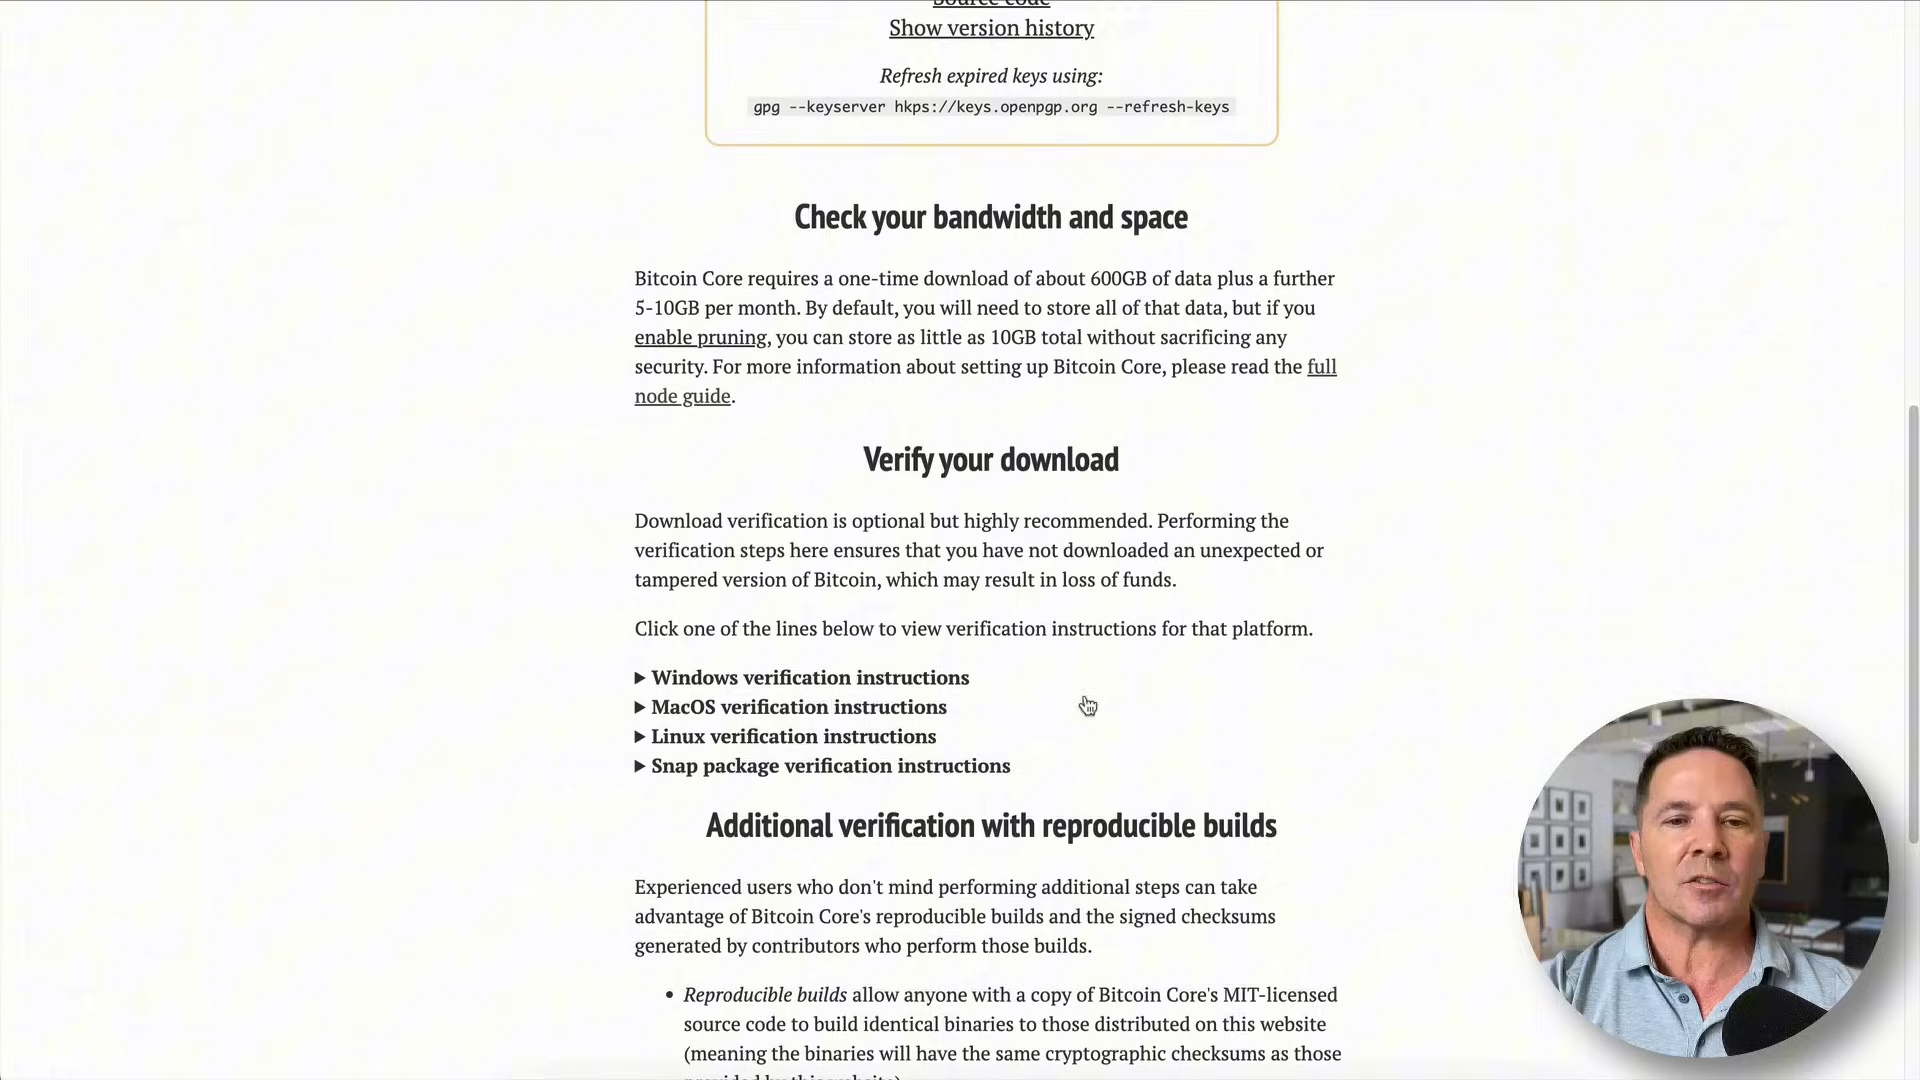 Source code
Show version history
Refresh expired keys using:
gpg --keyserver hkps://keys.openpgp.org --refresh-keys
Check your bandwidth and space
Bitcoin Core requires a one-time download of about 600GB of data plus a further
5-10GB per month. By default, you will need to store all of that data, but if you
enable pruning, you can store as little as 10GB total without sacrificing any
security. For more information about setting up Bitcoin Core, please read the full
node guide.
Verify your download
Download verification is optional but highly recommended. Performing the
verification steps here ensures that you have not downloaded an unexpected or
tampered version of Bitcoin, which may result in loss of funds.
Click one of the lines below to view verification instructions for that platform.
Windows verification instructions
MacOS verification instructions
Linux verification instructions
Snap package verification instructions
Additional verification with reproducible builds
Experienced users who don't mind performing additional steps can take
advantage of Bitcoin Core's reproducible builds and the signed checksums
generated by contributors who perform those builds.
• Reproducible builds allow anyone with a copy of Bitcoin Core's MIT-licensed
source code to build identical binaries to those distributed on this website
(meaning the binaries will have the same cryptographic checksums as those
provided by this website).